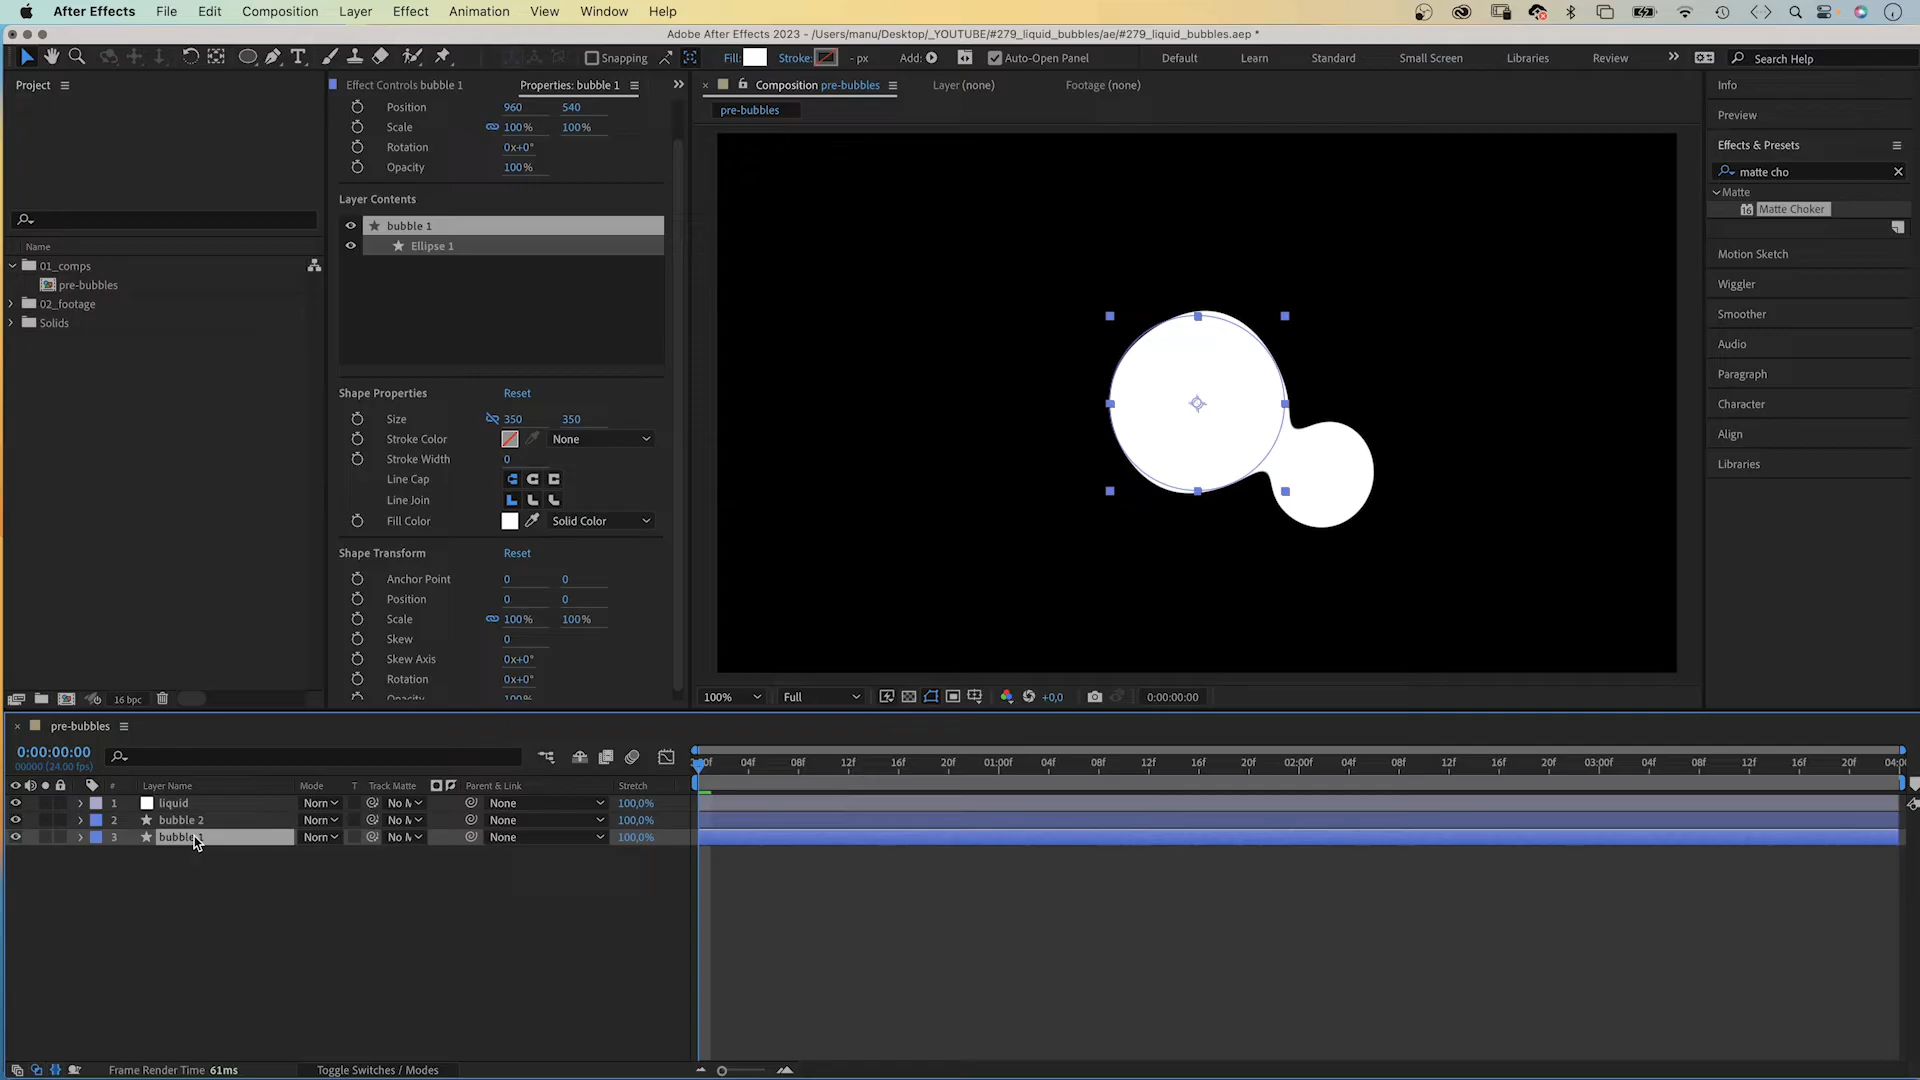 After Effects File Edit Composition Layer Effect Animation View Window Help
Adobe After Effects 2023 - /Users/manu/Desktop/_YOUTUBE/#279_liquid_bubbles/ae/#279_liquid_bubbles.aep *
Snapping Fill: Stroke: - px Add: Auto-Open Panel Default Learn Standard Small Screen Libraries Review Search Help
Project
Effect Controls bubble 1 Properties: bubble 1
Composition pre-bubbles Layer (none) Footage (none)
pre-bubbles
Position 960 540
Scale 100% 100%
Rotation 0x+0°
Opacity 100%
Layer Contents
bubble 1
Ellipse 1
Name
01_comps
pre-bubbles
02_footage
Solids
Shape Properties Reset
Size 350 350
Stroke Color None
Stroke Width 0
Line Cap
Line Join
Fill Color Solid Color
Shape Transform Reset
Anchor Point 0 0
Position 0 0
Scale 100% 100%
Skew 0
Skew Axis 0x+0°
Rotation 0x+0°
16 bpc
100% Full +0,0 0:00:00:00
Info
Preview
Effects & Presets
matte cho
Matte
16 Matte Choker
Motion Sketch
Wiggler
Smoother
Audio
Paragraph
Character
Align
Libraries
pre-bubbles
0:00:00:00
00000 (24.00 fps)
# Layer Name Mode T Track Matte Parent & Link Stretch
1 liquid Norn No M None 100,0%
2 bubble 2 Norn No M None 100,0%
3 bubble 1 Norn No M None 100,0%
04f 08f 12f 16f 20f 01:00f 04f 08f 12f 16f 20f 02:00f 04f 08f 12f 16f 20f 03:00f 04f 08f 12f 16f 20f 04:0
Frame Render Time 61ms Toggle Switches / Modes